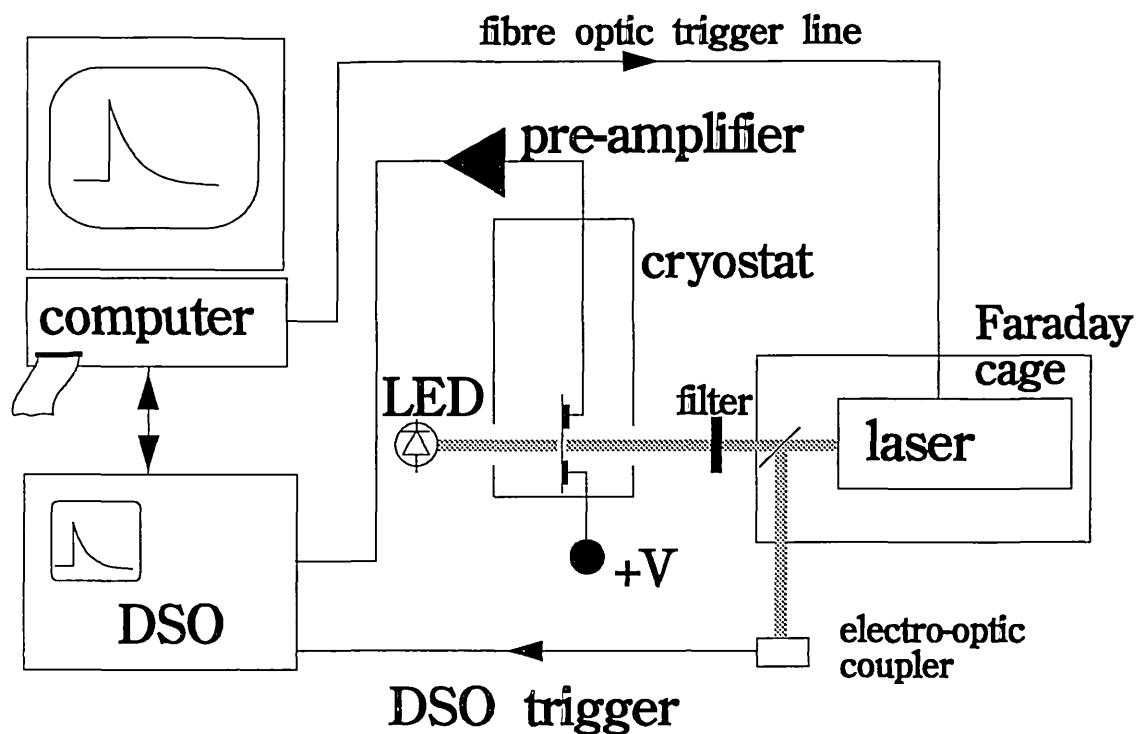 fibre optic trigger line
pre-amplifier
cryostat
computer
Faraday
cage
LED
filter
laser
+V
DSO
electro-optic
coupler
DSO trigger